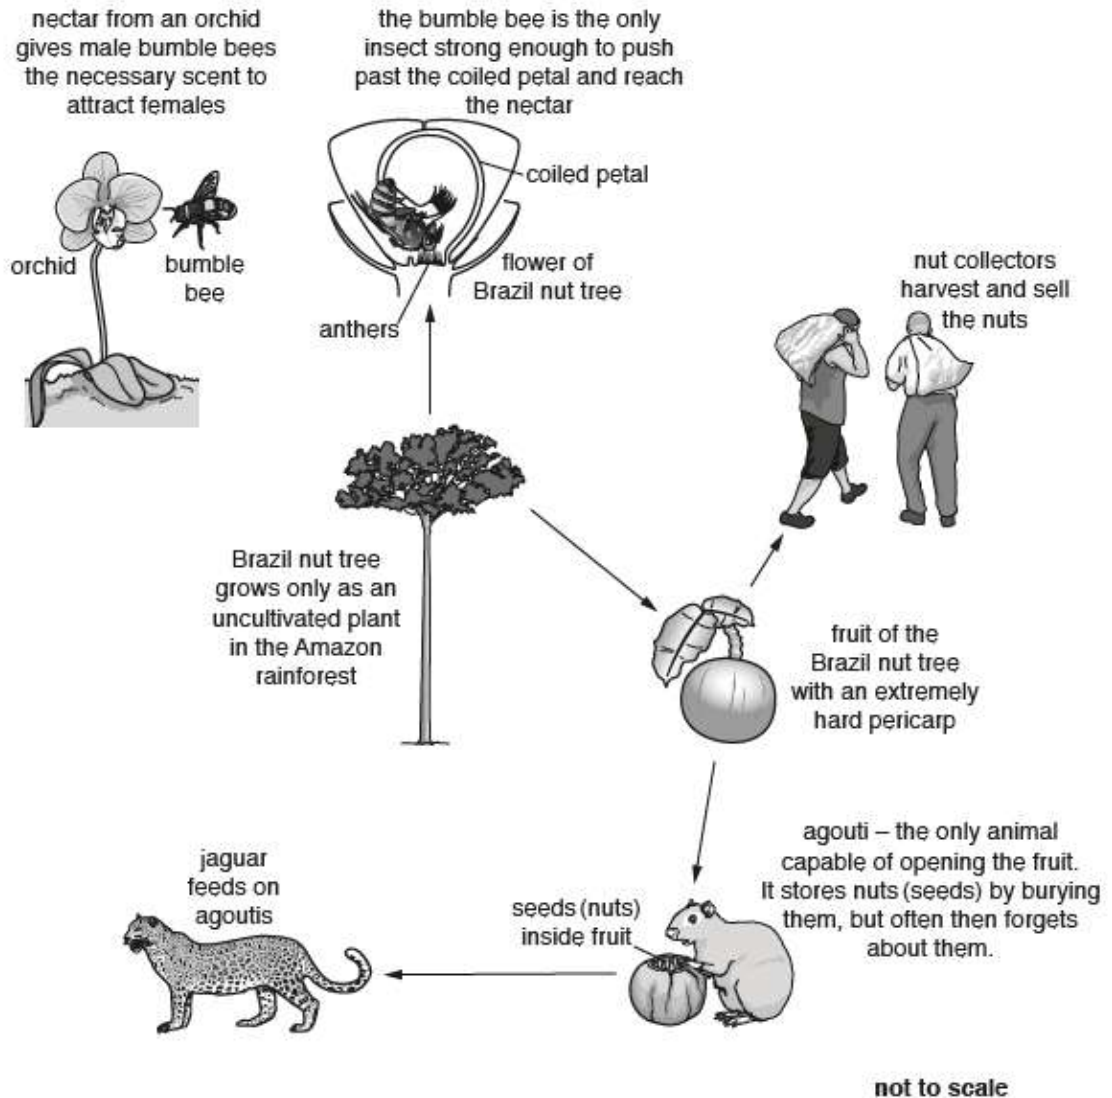 nectar from an orchid
gives male bumble bees
the necessary scent to
attract females
the bumble bee is the only
insect strong enough to push
past the coiled petal and reach
the nectar
coiled petal
orchid
bumble
bee
flower of
Brazil nut tree
anthers
nut collectors
harvest and sell
the nuts
Brazil nut tree
grows only as an
uncultivated plant
in the Amazon
rainforest
fruit of the
Brazil nut tree
with an extremely
hard pericarp
agouti – the only animal
capable of opening the fruit.
It stores nuts (seeds) by burying
them, but often then forgets
about them.
jaguar
feeds on
agoutis
seeds (nuts)
inside fruit
not to scale